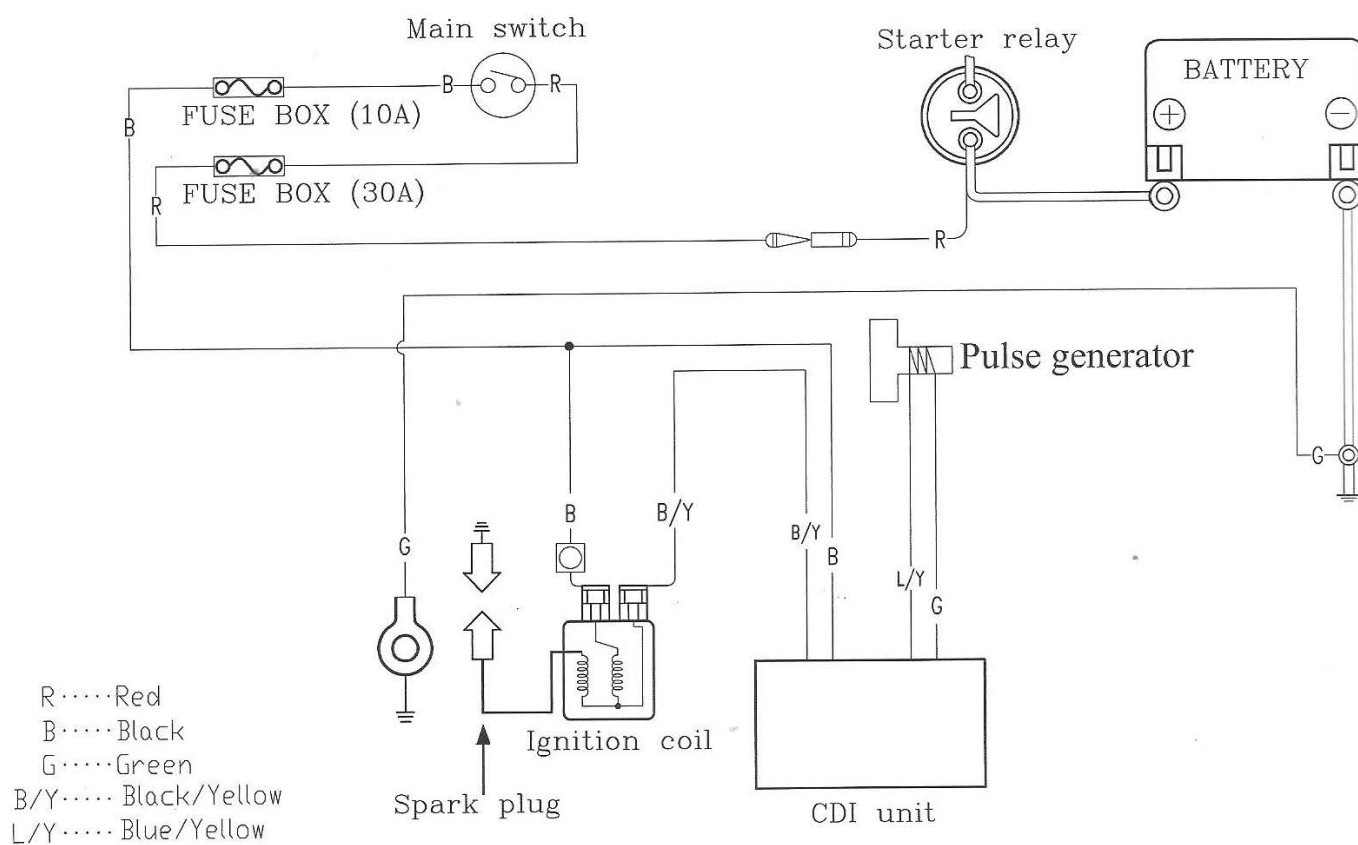 Main switch
Starter relay
BATTERY
B
R
FUSE BOX (10A)
B
FUSE BOX (30A)
R
R
Pulse generator
G
B
B/Y
B/Y
G
B
L/Y
G
Ignition coil
Spark plug
CDI unit
R·····Red
B·····Black
G·····Green
B/Y·····Black/Yellow
L/Y·····Blue/Yellow